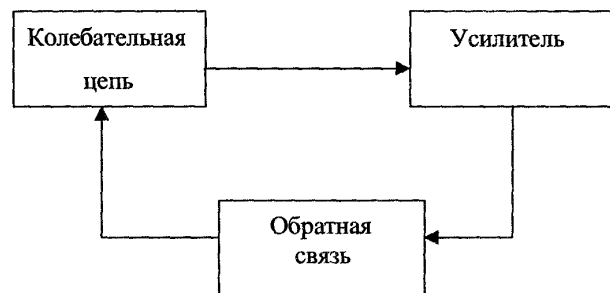 Колебательная
цепь
Усилитель
Обратная
связь